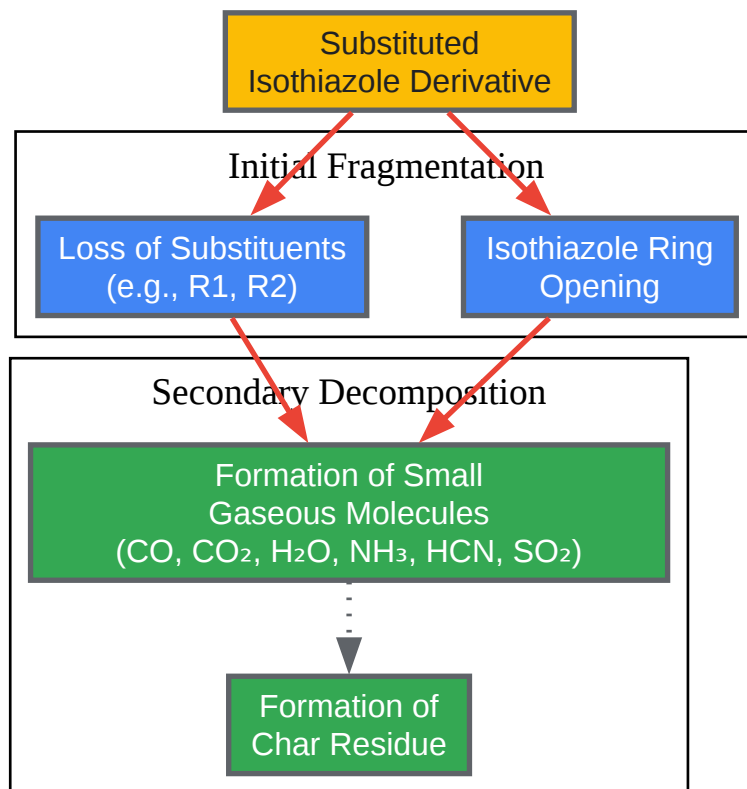 Substituted
Isothiazole Derivative
Initial Fragmentation
Loss of Substituents
(e.g., R1, R2)
Isothiazole Ring
Opening
Secondary Decomposition
Formation of Small
Gaseous Molecules
(CO, CO₂, H₂O, NH₃, HCN, SO₂)
Formation of
Char Residue